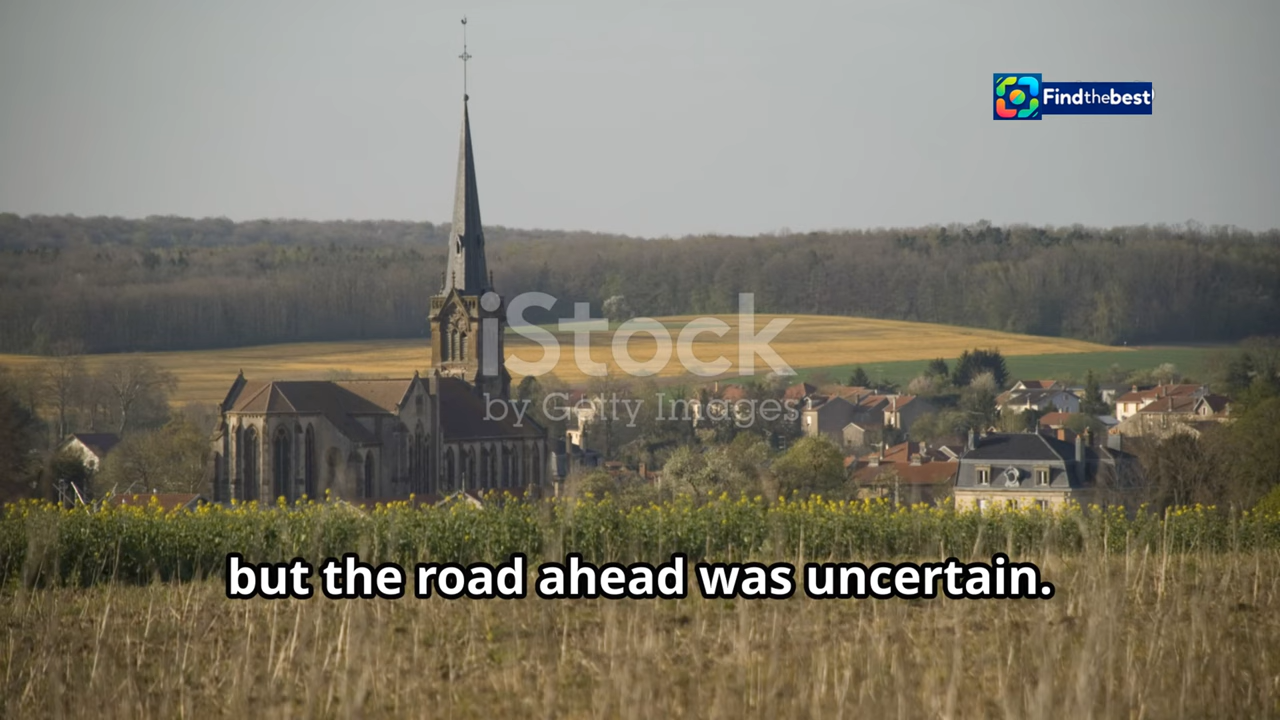 Findthebest
iStock
by Getty Images
but the road ahead was uncertain.